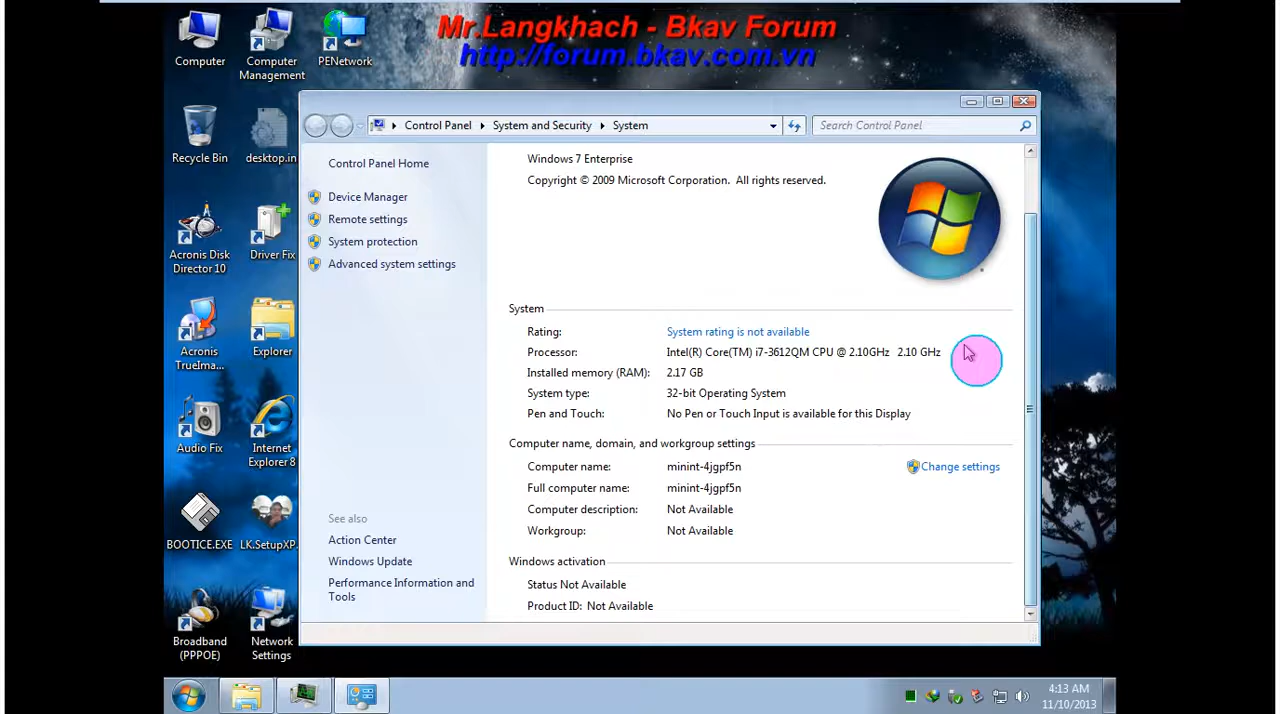 Mr.Langkhach - Bkav Forum
http://forum.bkav.com.vn
Computer
Computer
Management
PENetwork
Recycle Bin
desktop.in
Acronis Disk
Director 10
Driver Fix
Acronis
TrueIma...
Explorer
Audio Fix
Internet
Explorer 8
BOOTICE.EXE
LK.SetupXP.
Broadband
(PPPOE)
Network
Settings
Control Panel
System and Security
System
Search Control Panel
Control Panel Home
Device Manager
Remote settings
System protection
Advanced system settings
See also
Action Center
Windows Update
Performance Information and
Tools
Windows 7 Enterprise
Copyright © 2009 Microsoft Corporation. All rights reserved.
System
Rating: System rating is not available
Processor: Intel(R) Core(TM) i7-3612QM CPU @ 2.10GHz 2.10 GHz
Installed memory (RAM): 2.17 GB
System type: 32-bit Operating System
Pen and Touch: No Pen or Touch Input is available for this Display
Computer name, domain, and workgroup settings
Computer name: minint-4jgpf5n
Change settings
Full computer name: minint-4jgpf5n
Computer description: Not Available
Workgroup: Not Available
Windows activation
Status Not Available
Product ID: Not Available
4:13 AM
11/10/2013